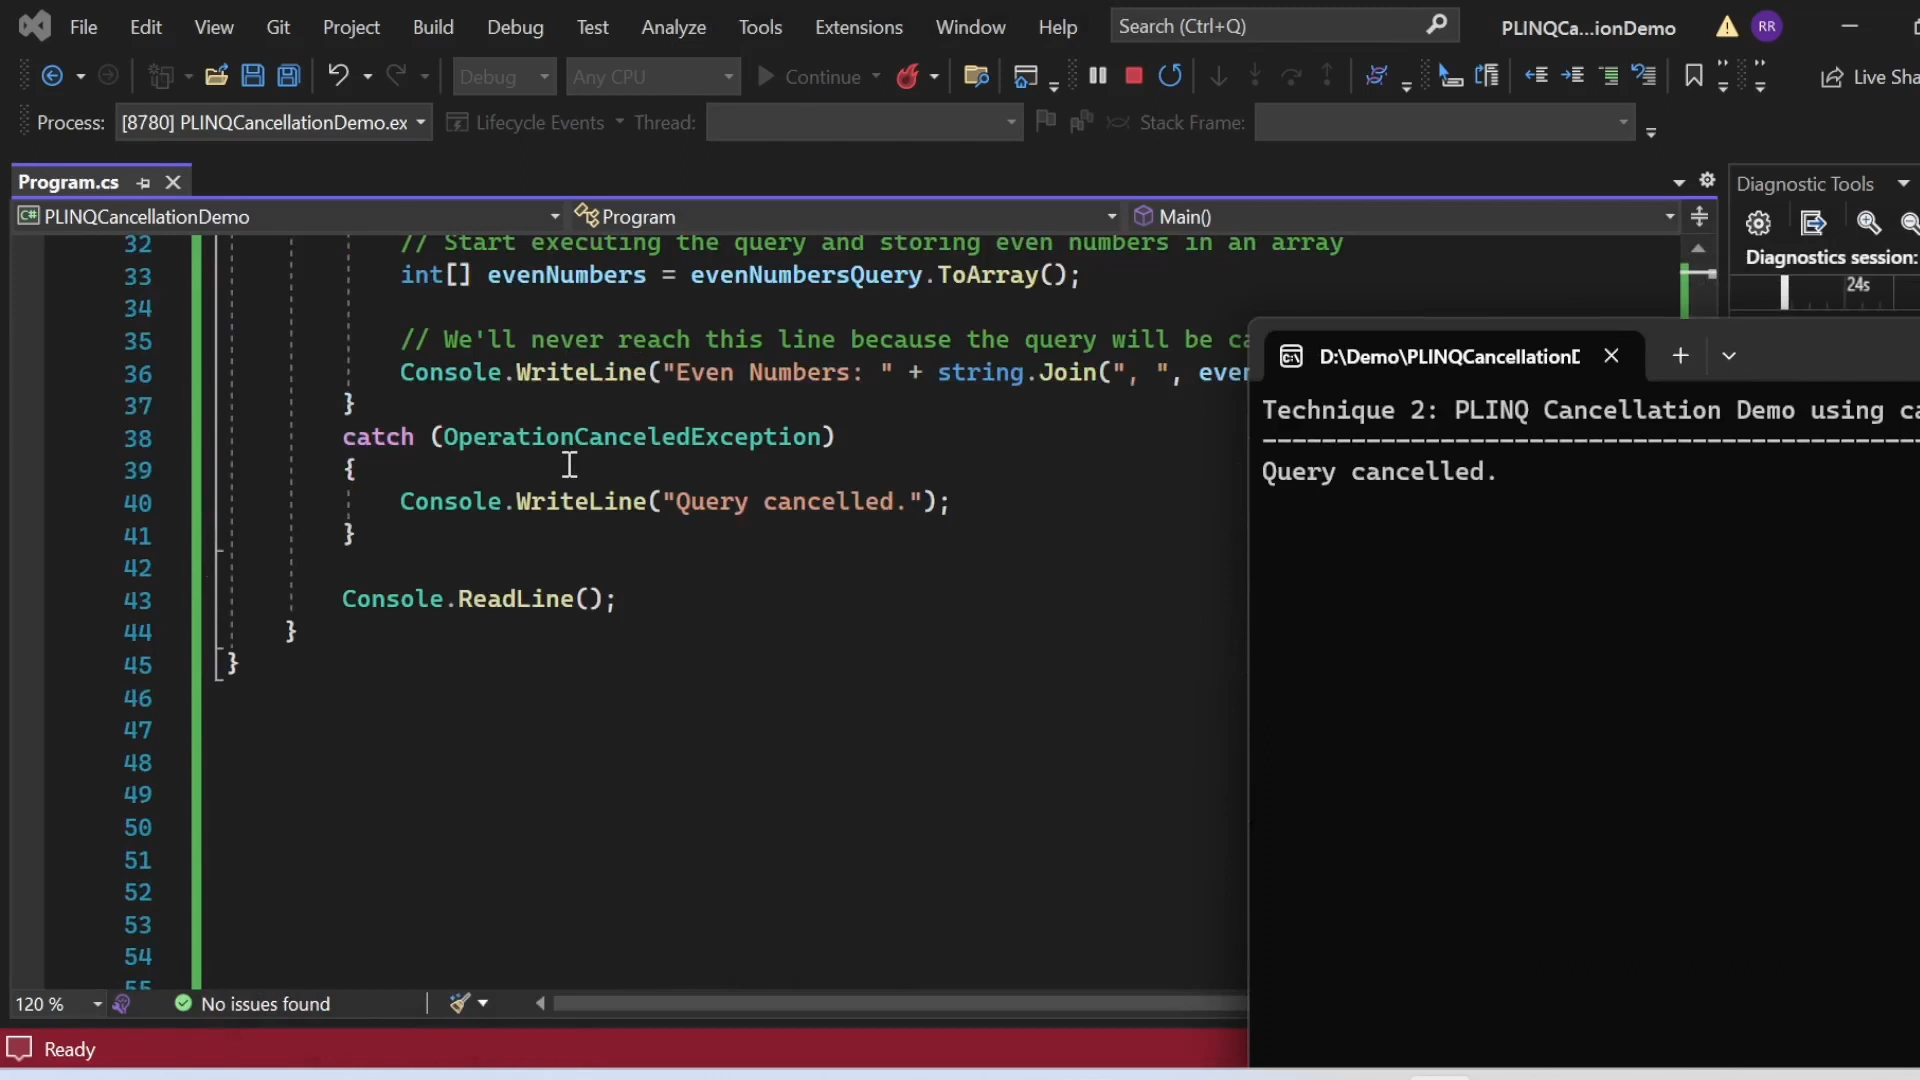 File Edit View Git Project Build Debug Test Analyze Tools Extensions Window Help Search (Ctrl+Q) PLINQCa...ionDemo RR
Debug Any CPU Continue Live Sha
Process: [8780] PLINQCancellationDemo.ex Lifecycle Events Thread: Stack Frame:
Program.cs
PLINQCancellationDemo Program Main()
32 // Start executing the query and storing even numbers in an array
33 int[] evenNumbers = evenNumbersQuery.ToArray();
34
35 // We'll never reach this line because the query will be ca
36 Console.WriteLine("Even Numbers: " + string.Join(", ", even
37 }
38 catch (OperationCanceledException)
39 {
40 Console.WriteLine("Query cancelled.");
41 }
42
43 Console.ReadLine();
44 }
45 }
46
47
48
49
50
51
52
53
54
55
120 % No issues found
Ready
Diagnostic Tools
Diagnostics session:
24s
D:\Demo\PLINQCancellationD
Technique 2: PLINQ Cancellation Demo using ca
Query cancelled.